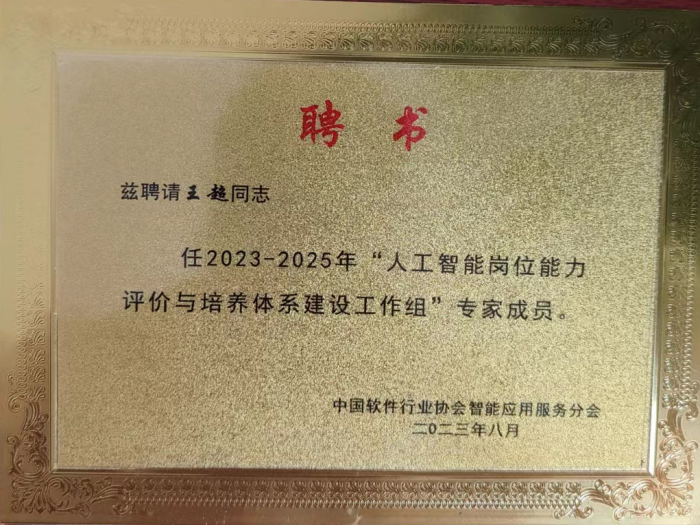 聘书
兹聘请王超同志
任2023-2025年“人工智能岗位能力
评价与培养体系建设工作组”专家成员。
中国软件行业协会智能应用服务分会
二〇二三年八月